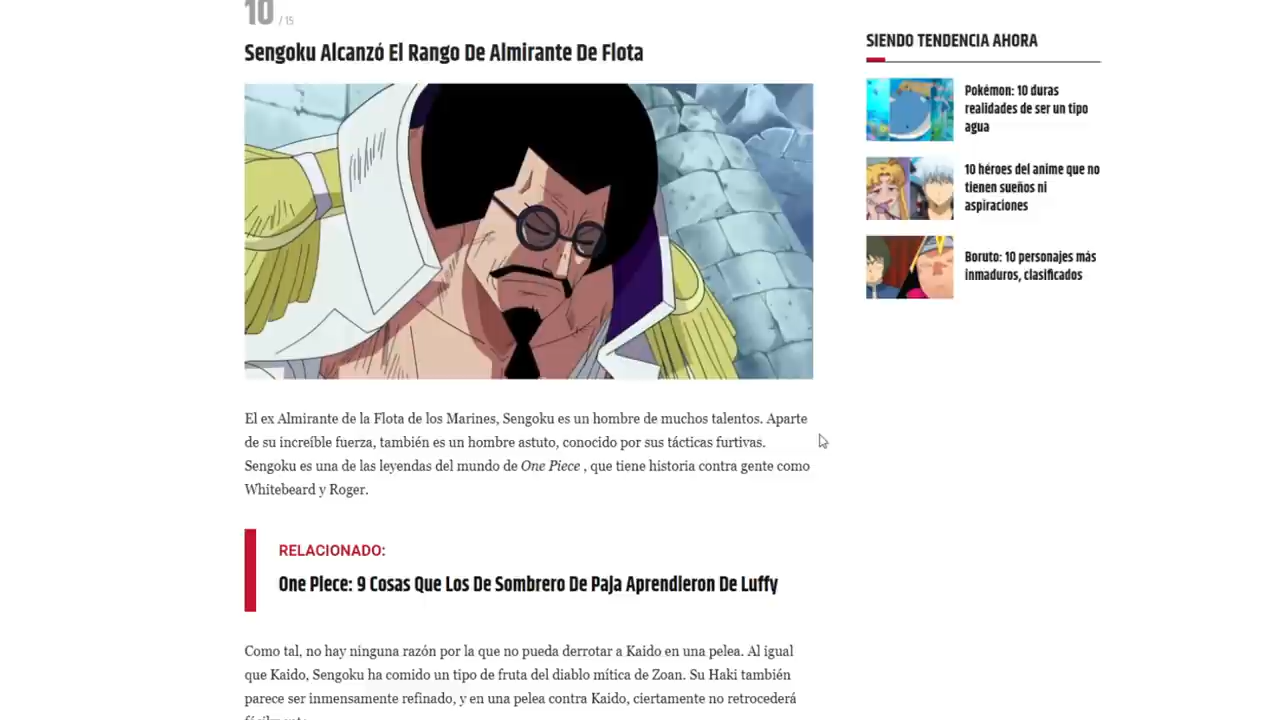 10 / 15
Sengoku Alcanzó El Rango De Almirante De Flota
El ex Almirante de la Flota de los Marines, Sengoku es un hombre de muchos talentos. Aparte
de su increíble fuerza, también es un hombre astuto, conocido por sus tácticas furtivas.
Sengoku es una de las leyendas del mundo de One Piece , que tiene historia contra gente como
Whitebeard y Roger.
RELACIONADO:
One Piece: 9 Cosas Que Los De Sombrero De Paja Aprendieron De Luffy
Como tal, no hay ninguna razón por la que no pueda derrotar a Kaido en una pelea. Al igual
que Kaido, Sengoku ha comido un tipo de fruta del diablo mítica de Zoan. Su Haki también
parece ser inmensamente refinado, y en una pelea contra Kaido, ciertamente no retrocederá
SIENDO TENDENCIA AHORA
Pokémon: 10 duras
realidades de ser un tipo
agua
10 héroes del anime que no
tienen sueños ni
aspiraciones
Boruto: 10 personajes más
inmaduros, clasificados